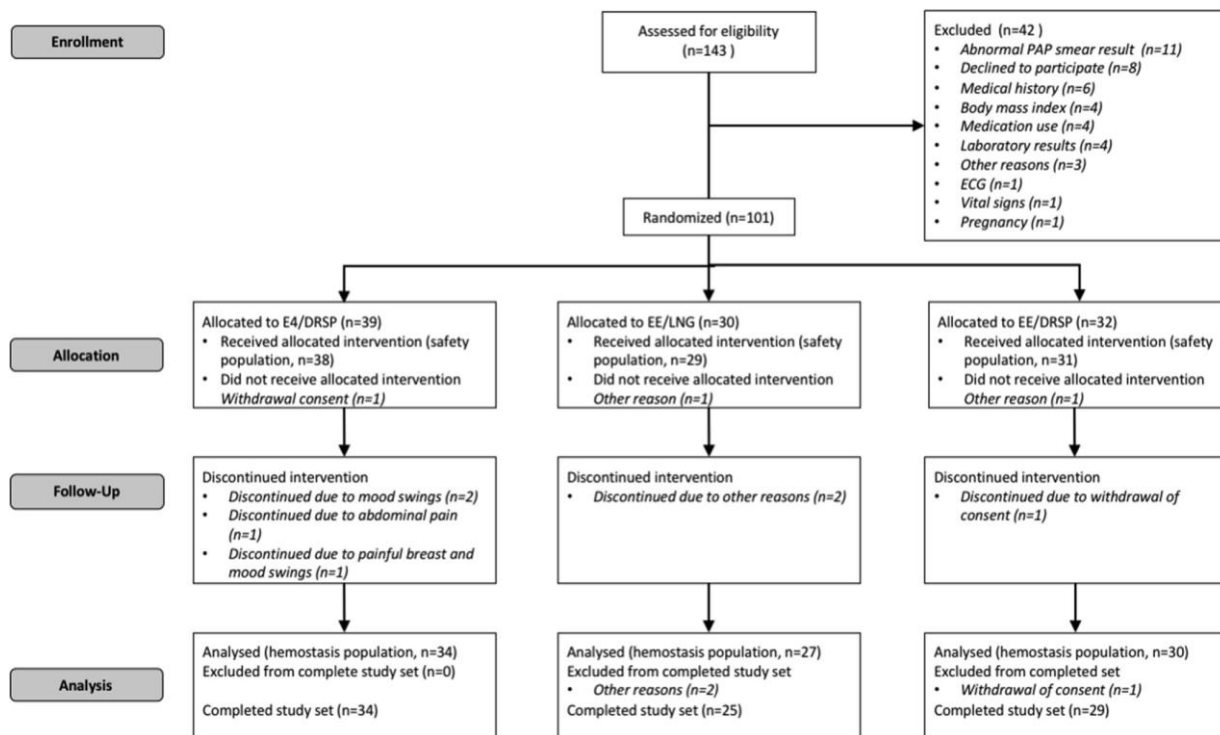 Enrollment
Assessed for eligibility
(n=143 )
Excluded (n=42 )
• Abnormal PAP smear result (n=11)
• Declined to participate (n=8)
• Medical history (n=6)
• Body mass index (n=4)
• Medication use (n=4)
• Laboratory results (n=4)
• Other reasons (n=3)
• ECG (n=1)
• Vital signs (n=1)
• Pregnancy (n=1)
Randomized (n=101)
Allocation
Allocated to E4/DRSP (n=39)
• Received allocated intervention (safety
population, n=38)
• Did not receive allocated intervention
Withdrawal consent (n=1)
Allocated to EE/LNG (n=30)
• Received allocated intervention (safety
population, n=29)
• Did not receive allocated intervention
Other reason (n=1)
Allocated to EE/DRSP (n=32)
• Received allocated intervention (safety
population, n=31)
• Did not receive allocated intervention
Other reason (n=1)
Follow-Up
Discontinued intervention
• Discontinued due to mood swings (n=2)
• Discontinued due to abdominal pain
(n=1)
• Discontinued due to painful breast and
mood swings (n=1)
Discontinued intervention
• Discontinued due to other reasons (n=2)
Discontinued intervention
• Discontinued due to withdrawal of
consent (n=1)
Analysis
Analysed (hemostasis population, n=34)
Excluded from complete study set (n=0)
Completed study set (n=34)
Analysed (hemostasis population, n=27)
Excluded from completed study set
• Other reasons (n=2)
Completed study set (n=25)
Analysed (hemostasis population, n=30)
Excluded from completed set
• Withdrawal of consent (n=1)
Completed study set (n=29)